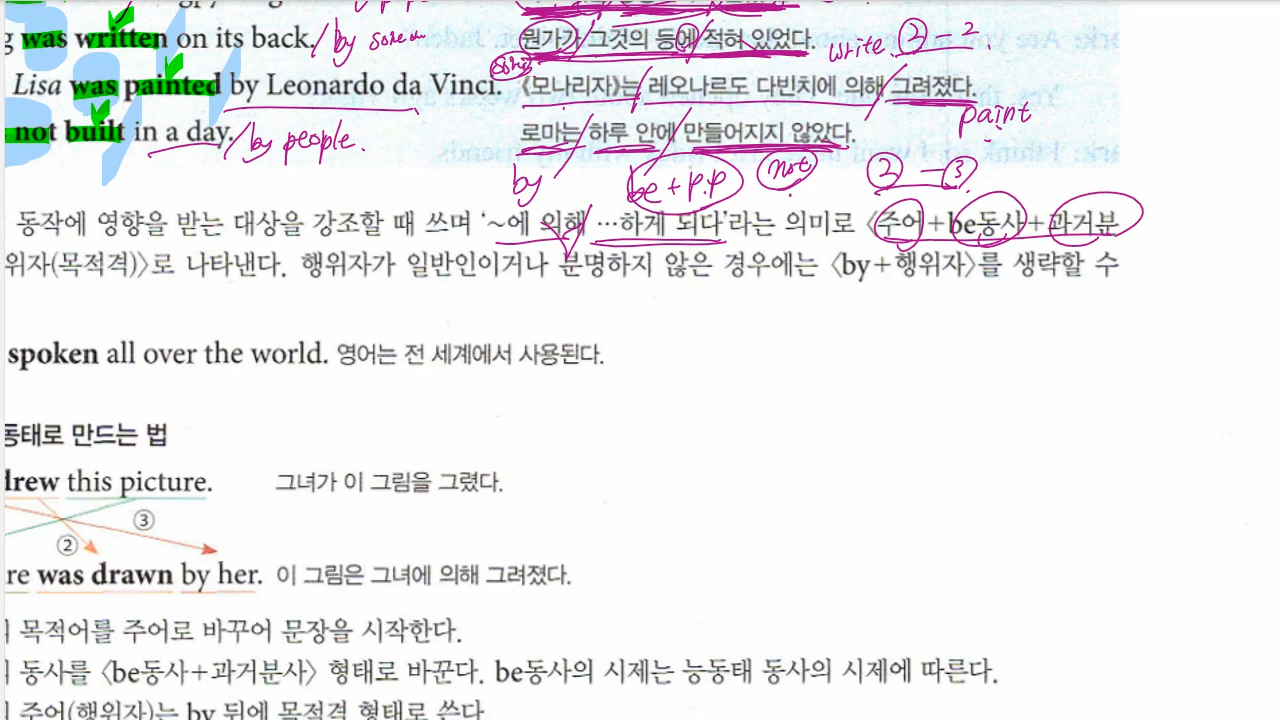 was written on its back. / by
뭔가가 그것의 등에 적혀 있었다. write ③-2.
Lisa was painted by Leonardo da Vinci. 《모나리자》는 레오나르도 다빈치에 의해 그려졌다.
paint
not built in a day. / by people. 로마는 하루 안에 만들어지지 않았다.
by be + p.p not ② - ③
동작에 영향을 받는 대상을 강조할 때 쓰며 '~에 의해 …하게 되다'라는 의미로 〈주어+be동사+과거분
위자(목적격)〉로 나타낸다. 행위자가 일반인이거나 분명하지 않은 경우에는 〈by+행위자〉를 생략할 수
spoken all over the world. 영어는 전 세계에서 사용된다.
동태로 만드는 법
drew this picture. 그녀가 이 그림을 그렸다.
③
②
re was drawn by her. 이 그림은 그녀에 의해 그려졌다.
목적어를 주어로 바꾸어 문장을 시작한다.
동사를 〈be동사+과거분사〉 형태로 바꾼다. be동사의 시제는 능동태 동사의 시제에 따른다.
주어(행위자)는 by 뒤에 목적격 형태로 쓴다